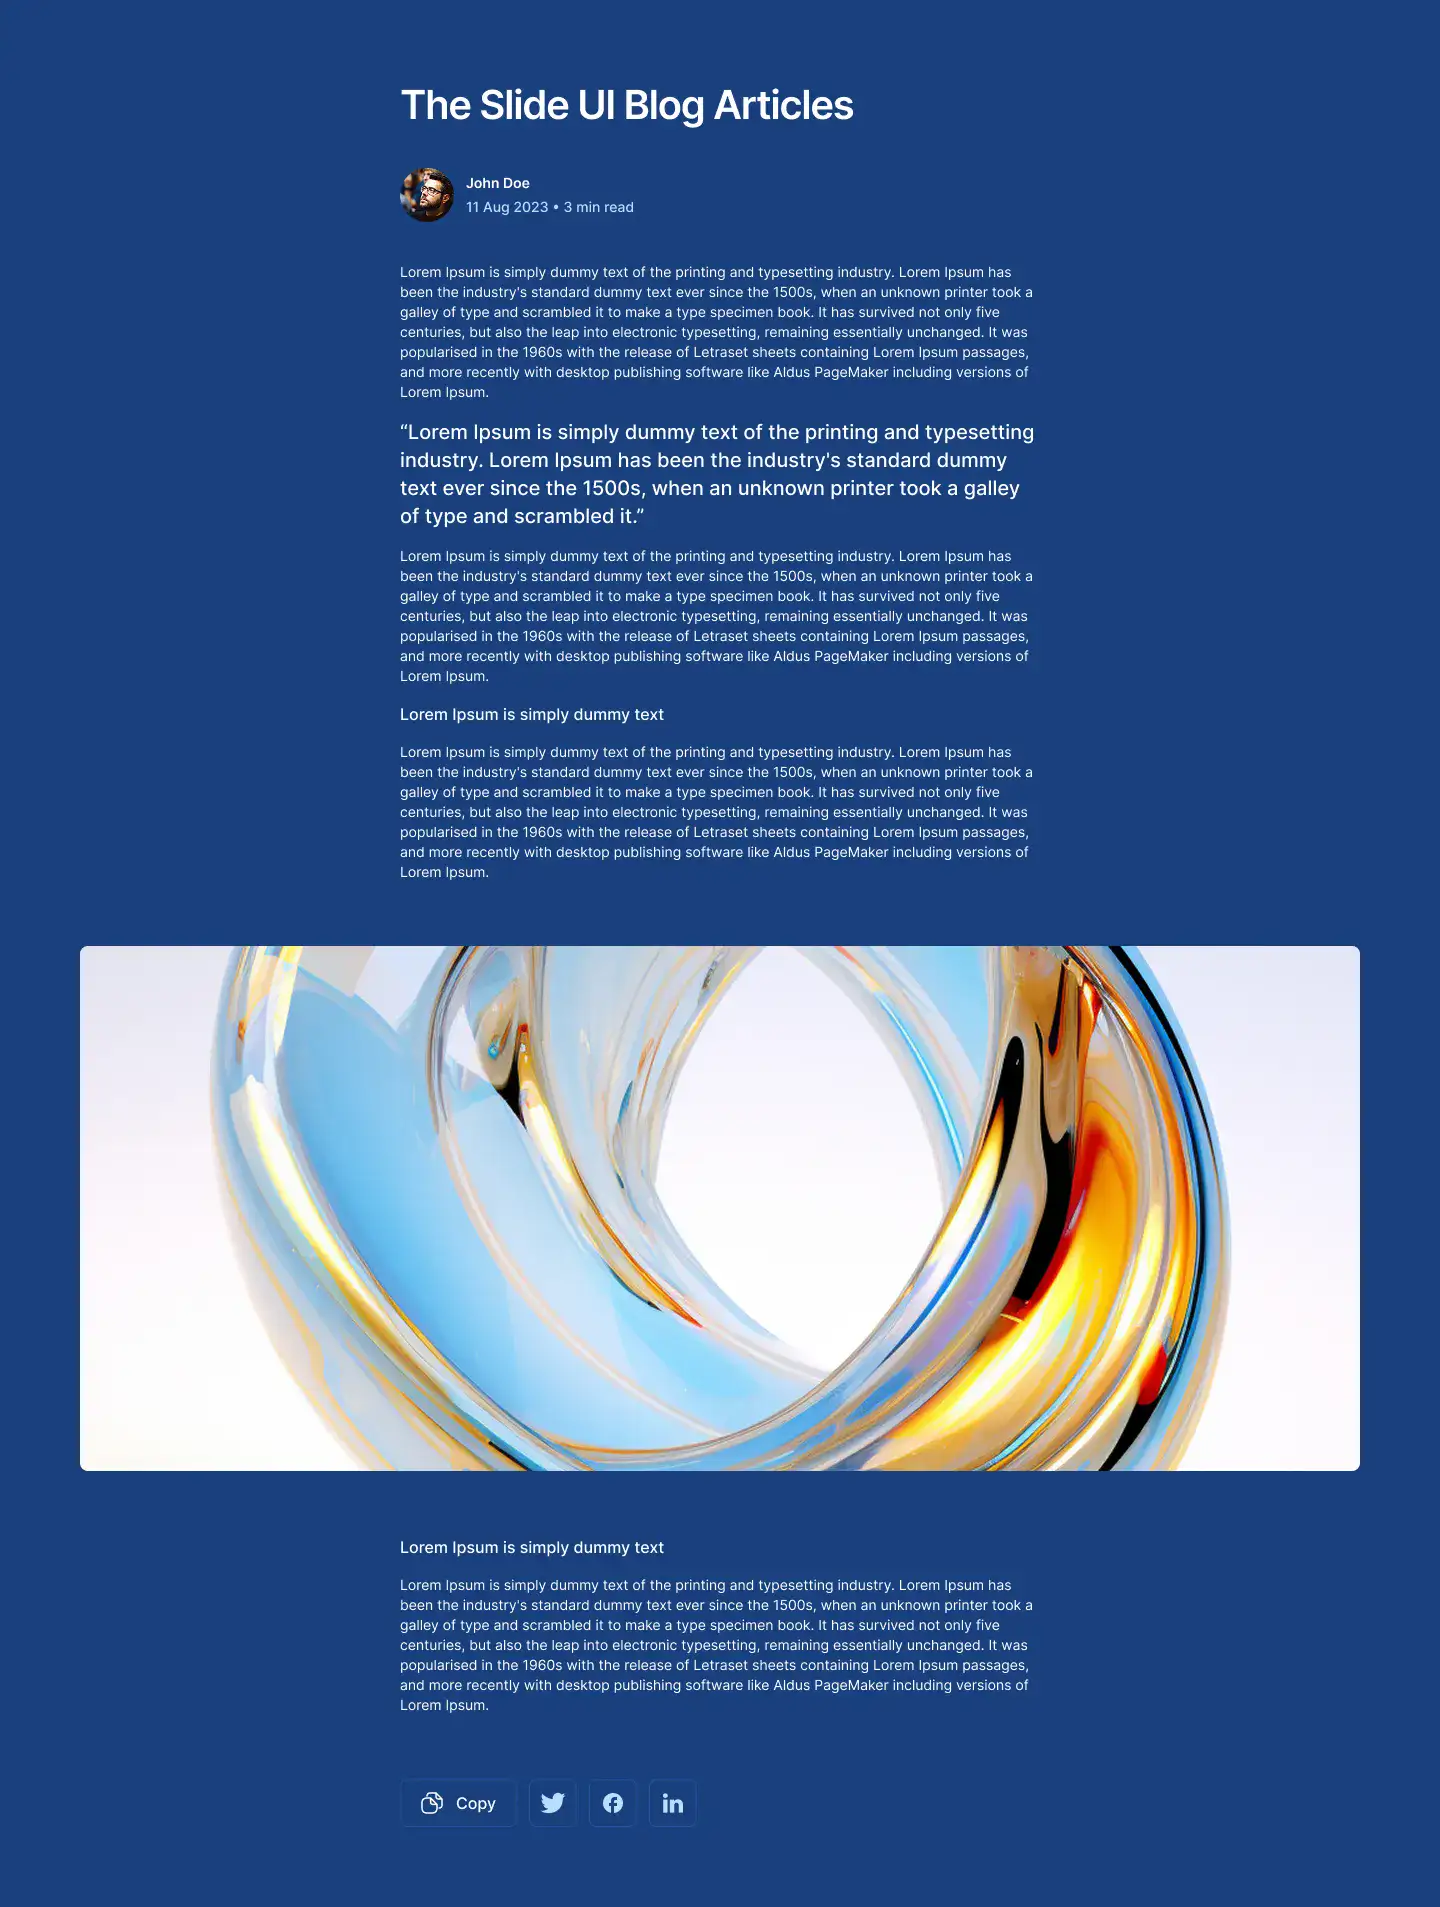 The Slide UI Blog Articles
John Doe
11 Aug 2023 • 3 min read
Lorem Ipsum is simply dummy text of the printing and typesetting industry. Lorem Ipsum has
been the industry's standard dummy text ever since the 1500s, when an unknown printer took a
galley of type and scrambled it to make a type specimen book. It has survived not only five
centuries, but also the leap into electronic typesetting, remaining essentially unchanged. It was
popularised in the 1960s with the release of Letraset sheets containing Lorem Ipsum passages,
and more recently with desktop publishing software like Aldus PageMaker including versions of
Lorem Ipsum.
“Lorem Ipsum is simply dummy text of the printing and typesetting
industry. Lorem Ipsum has been the industry's standard dummy
text ever since the 1500s, when an unknown printer took a galley
of type and scrambled it.”
Lorem Ipsum is simply dummy text of the printing and typesetting industry. Lorem Ipsum has
been the industry's standard dummy text ever since the 1500s, when an unknown printer took a
galley of type and scrambled it to make a type specimen book. It has survived not only five
centuries, but also the leap into electronic typesetting, remaining essentially unchanged. It was
popularised in the 1960s with the release of Letraset sheets containing Lorem Ipsum passages,
and more recently with desktop publishing software like Aldus PageMaker including versions of
Lorem Ipsum.
Lorem Ipsum is simply dummy text
Lorem Ipsum is simply dummy text of the printing and typesetting industry. Lorem Ipsum has
been the industry's standard dummy text ever since the 1500s, when an unknown printer took a
galley of type and scrambled it to make a type specimen book. It has survived not only five
centuries, but also the leap into electronic typesetting, remaining essentially unchanged. It was
popularised in the 1960s with the release of Letraset sheets containing Lorem Ipsum passages,
and more recently with desktop publishing software like Aldus PageMaker including versions of
Lorem Ipsum.
Lorem Ipsum is simply dummy text
Lorem Ipsum is simply dummy text of the printing and typesetting industry. Lorem Ipsum has
been the industry's standard dummy text ever since the 1500s, when an unknown printer took a
galley of type and scrambled it to make a type specimen book. It has survived not only five
centuries, but also the leap into electronic typesetting, remaining essentially unchanged. It was
popularised in the 1960s with the release of Letraset sheets containing Lorem Ipsum passages,
and more recently with desktop publishing software like Aldus PageMaker including versions of
Lorem Ipsum.
Copy